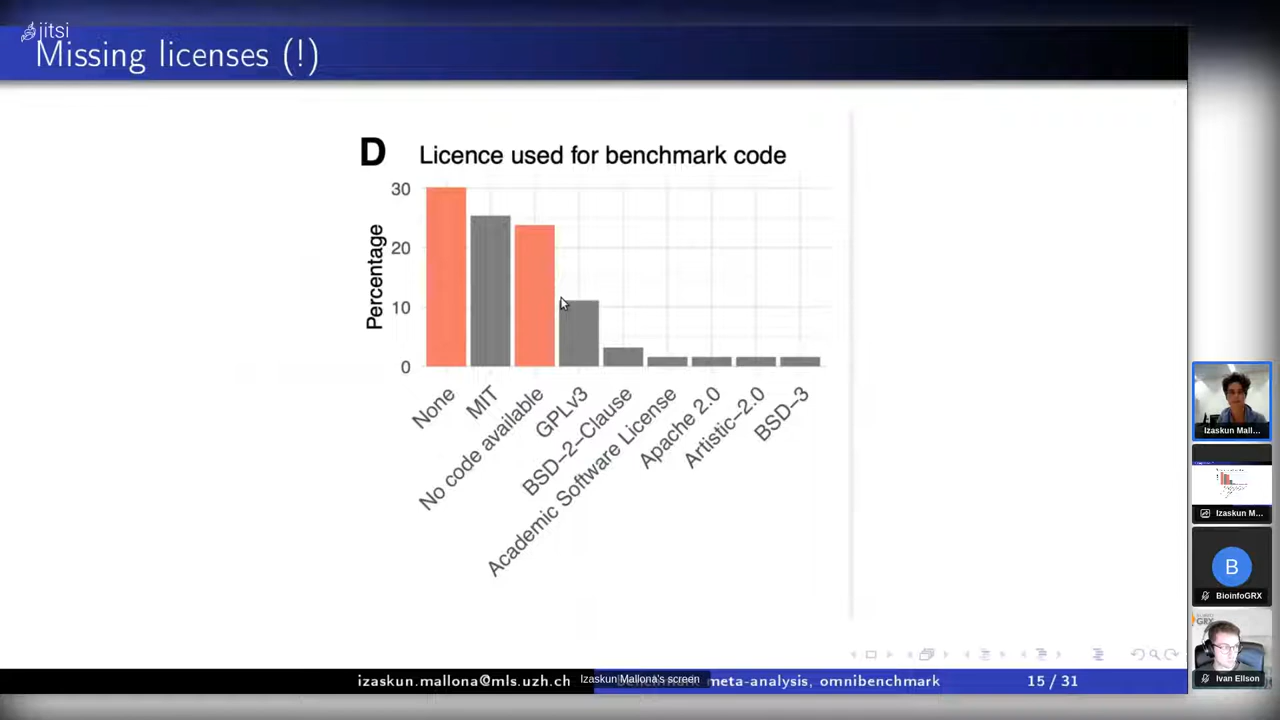 jitsi
Missing licenses (!)
D Licence used for benchmark code
Percentage
30
20
10
0
None
MIT
No code available
GPLv3
BSD-2-Clause
Academic Software License
Apache 2.0
Artistic-2.0
BSD-3
Izaskun Mall...
Izaskun M...
B
BioinfoGRX
GRX
Ivan Ellson
izaskun.mallona@mls.uzh.ch
Izaskun Mallona's screen
meta-analysis, omnibenchmark
15 / 31